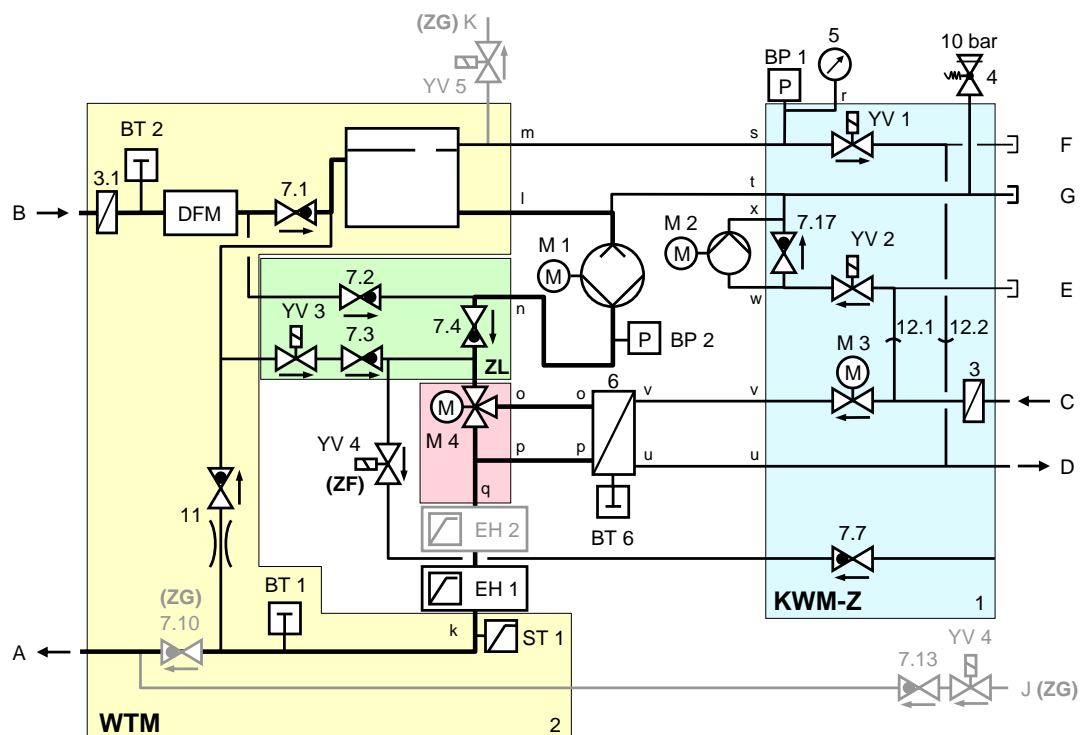 (ZG) K
YV 5
BP 1
P
5
r
10 bar
4
BT 2
3.1
B
DFM
7.1
m
s
YV 1
F
l
t
G
x
M 1
M
M 2
M
7.17
YV 2
w
E
7.2
YV 3
7.3
7.4
n
ZL
P
BP 2
12.1
12.2
M 3
M
3
C
M
M 4
o
o
6
v
v
YV 4
(ZF)
p
p
u
u
D
q
11
EH 2
BT 6
7.7
BT 1
EH 1
(ZG)
7.10
k
ST 1
KWM-Z
1
A
YV 4
7.13
J (ZG)
WTM
2